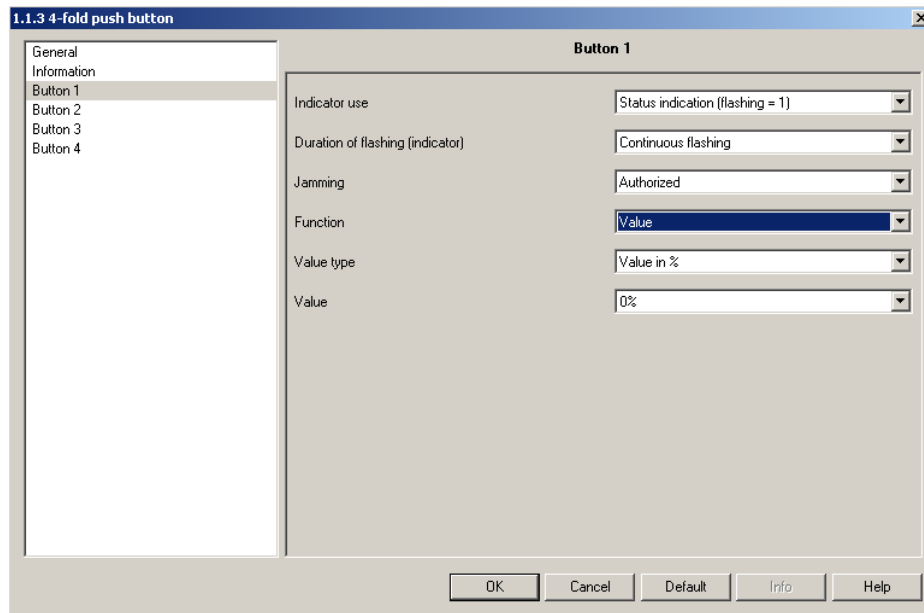 1.1.3 4-fold push button
General
Information
Button 1
Button 2
Button 3
Button 4
Button 1
Indicator use Status indication (flashing = 1)
Duration of flashing (indicator) Continuous flashing
Jamming Authorized
Function Value
Value type Value in %
Value 0%
OK Cancel Default Info Help